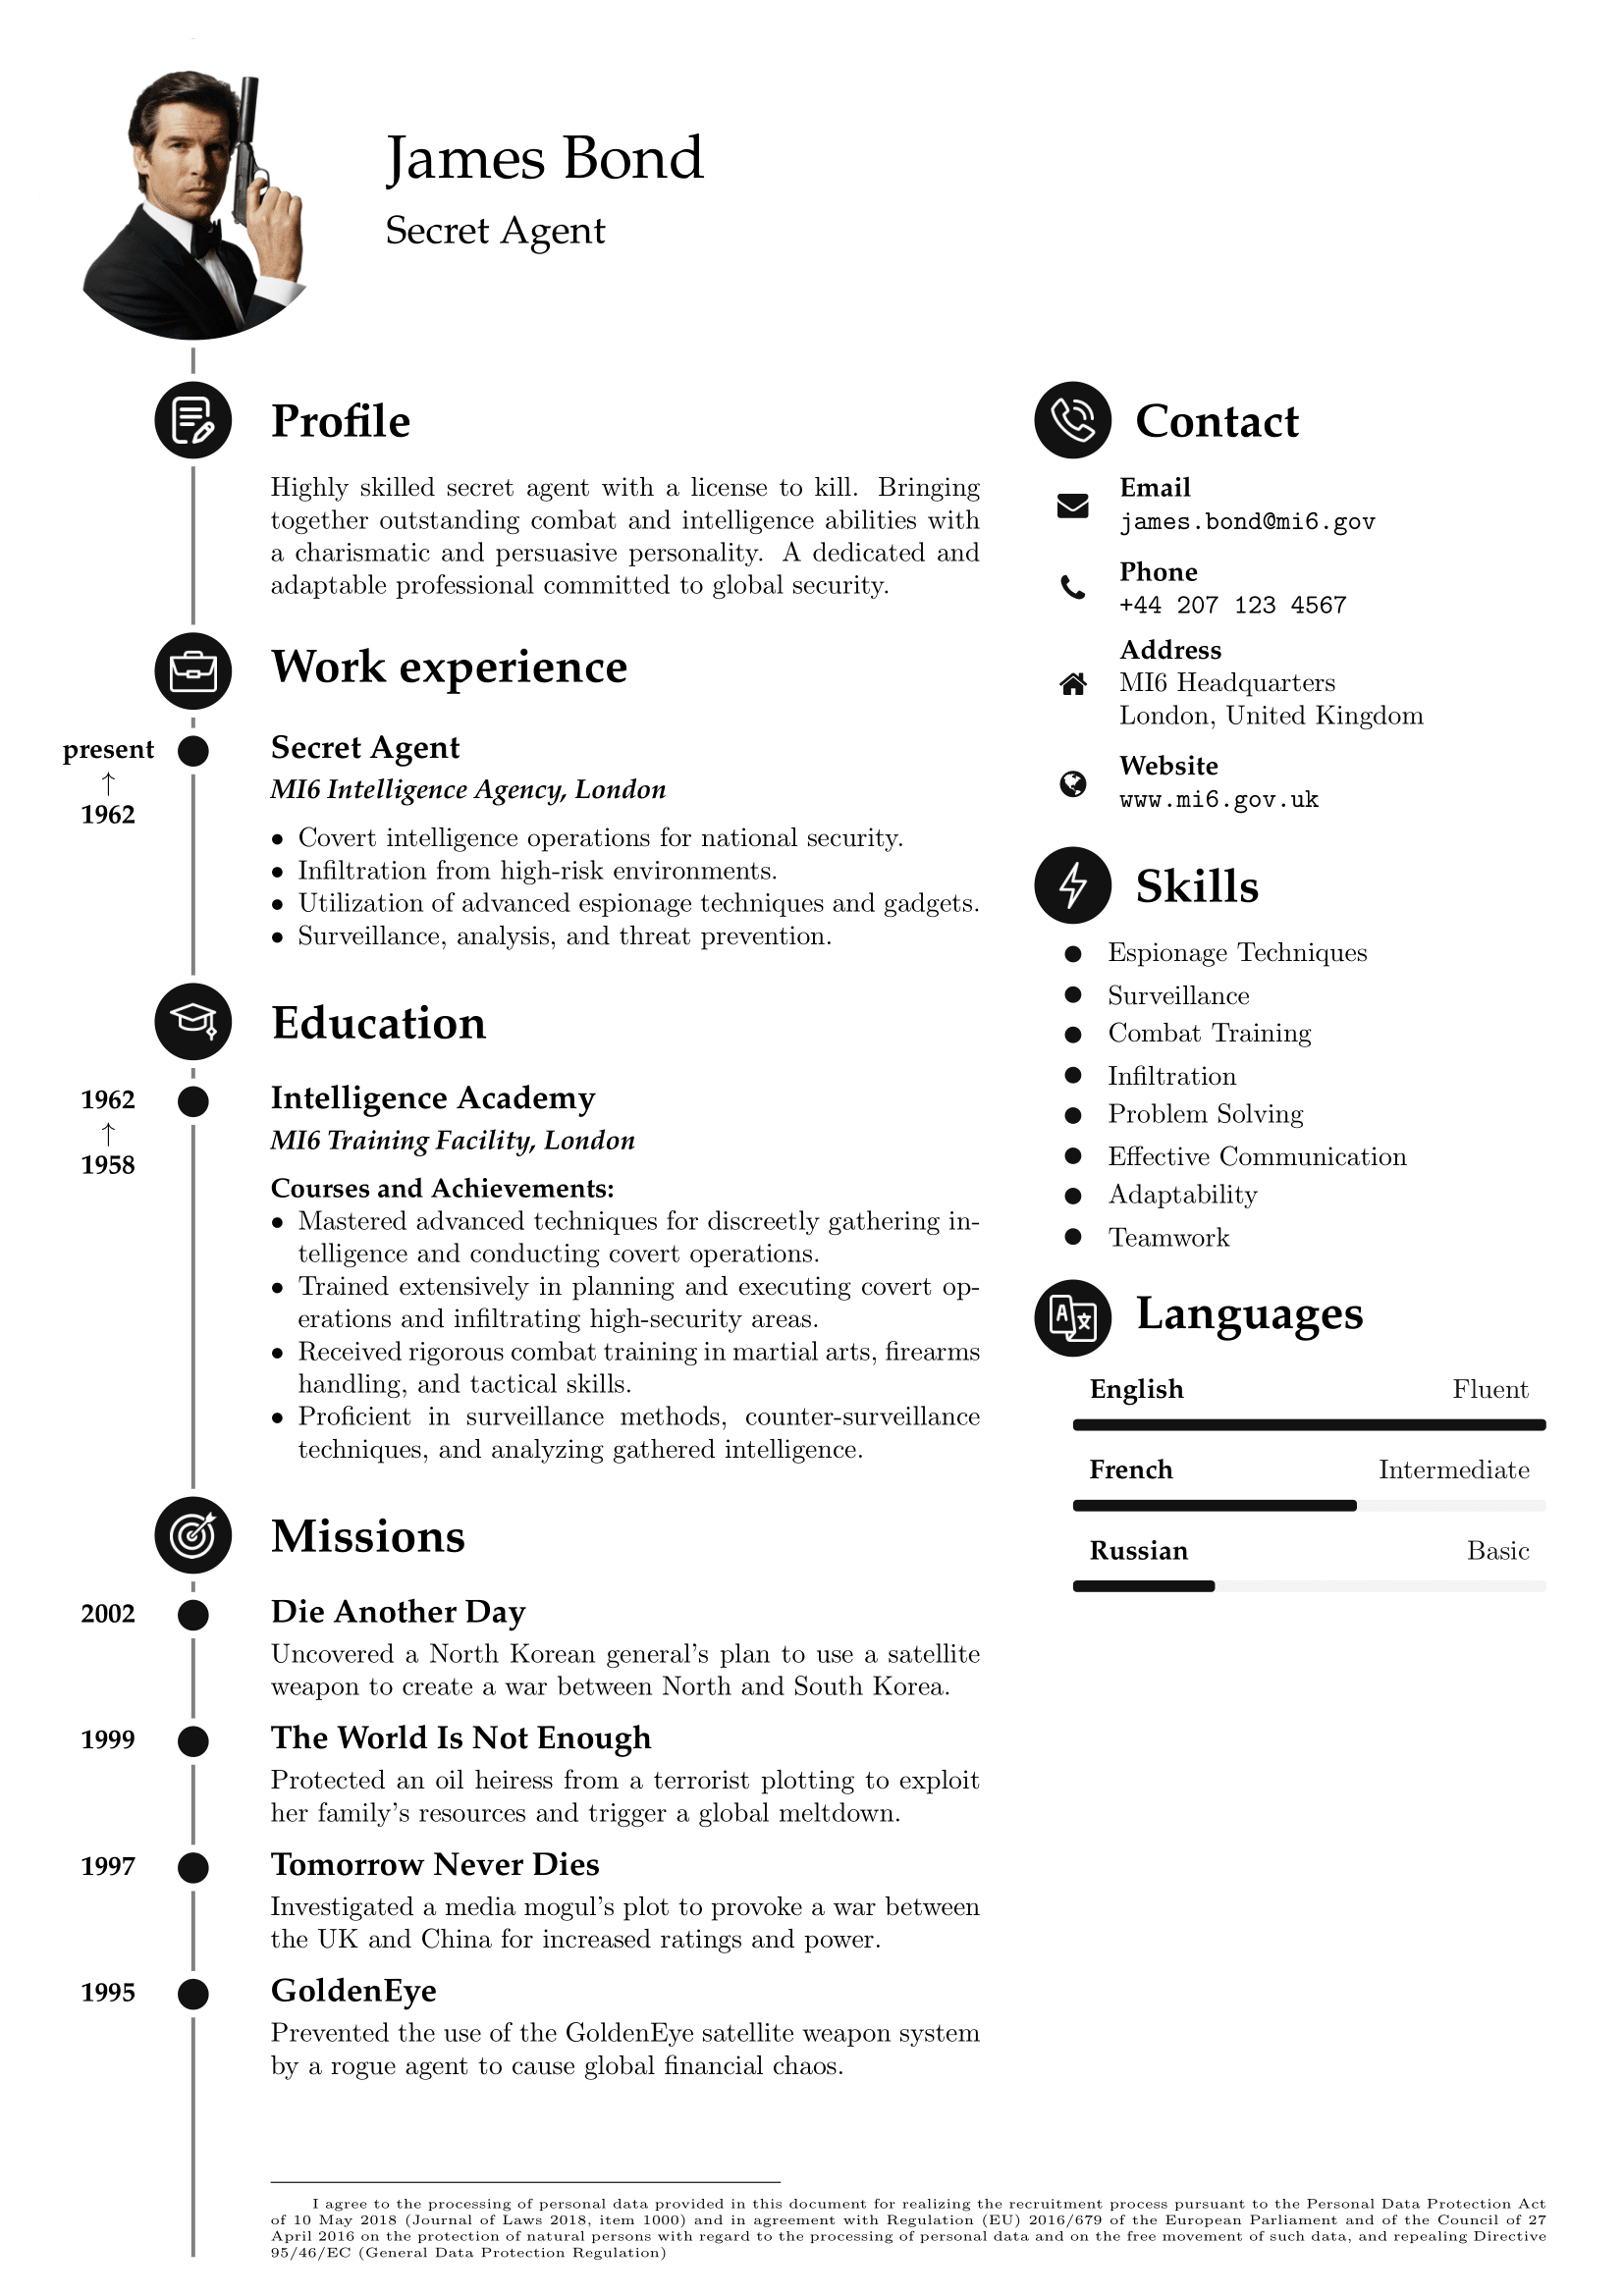 James Bond
Secret Agent
Profile
Highly skilled secret agent with a license to kill. Bringing
together outstanding combat and intelligence abilities with
a charismatic and persuasive personality. A dedicated and
adaptable professional committed to global security.
Work experience
present
↑
1962
Secret Agent
MI6 Intelligence Agency, London
• Covert intelligence operations for national security.
• Infiltration from high-risk environments.
• Utilization of advanced espionage techniques and gadgets.
• Surveillance, analysis, and threat prevention.
Education
1962
↑
1958
Intelligence Academy
MI6 Training Facility, London
Courses and Achievements:
• Mastered advanced techniques for discreetly gathering in-
telligence and conducting covert operations.
• Trained extensively in planning and executing covert op-
erations and infiltrating high-security areas.
• Received rigorous combat training in martial arts, firearms
handling, and tactical skills.
• Proficient in surveillance methods, counter-surveillance
techniques, and analyzing gathered intelligence.
Missions
2002
Die Another Day
Uncovered a North Korean general's plan to use a satellite
weapon to create a war between North and South Korea.
1999
The World Is Not Enough
Protected an oil heiress from a terrorist plotting to exploit
her family's resources and trigger a global meltdown.
1997
Tomorrow Never Dies
Investigated a media mogul's plot to provoke a war between
the UK and China for increased ratings and power.
1995
GoldenEye
Prevented the use of the GoldenEye satellite weapon system
by a rogue agent to cause global financial chaos.
Contact
Email
james.bond@mi6.gov
Phone
+44 207 123 4567
Address
MI6 Headquarters
London, United Kingdom
Website
www.mi6.gov.uk
Skills
• Espionage Techniques
• Surveillance
• Combat Training
• Infiltration
• Problem Solving
• Effective Communication
• Adaptability
• Teamwork
Languages
English Fluent
French Intermediate
Russian Basic
I agree to the processing of personal data provided in this document for realizing the recruitment process pursuant to the Personal Data Protection Act
of 10 May 2018 (Journal of Laws 2018, item 1000) and in agreement with Regulation (EU) 2016/679 of the European Parliament and of the Council of 27
April 2016 on the protection of natural persons with regard to the processing of personal data and on the free movement of such data, and repealing Directive
95/46/EC (General Data Protection Regulation)